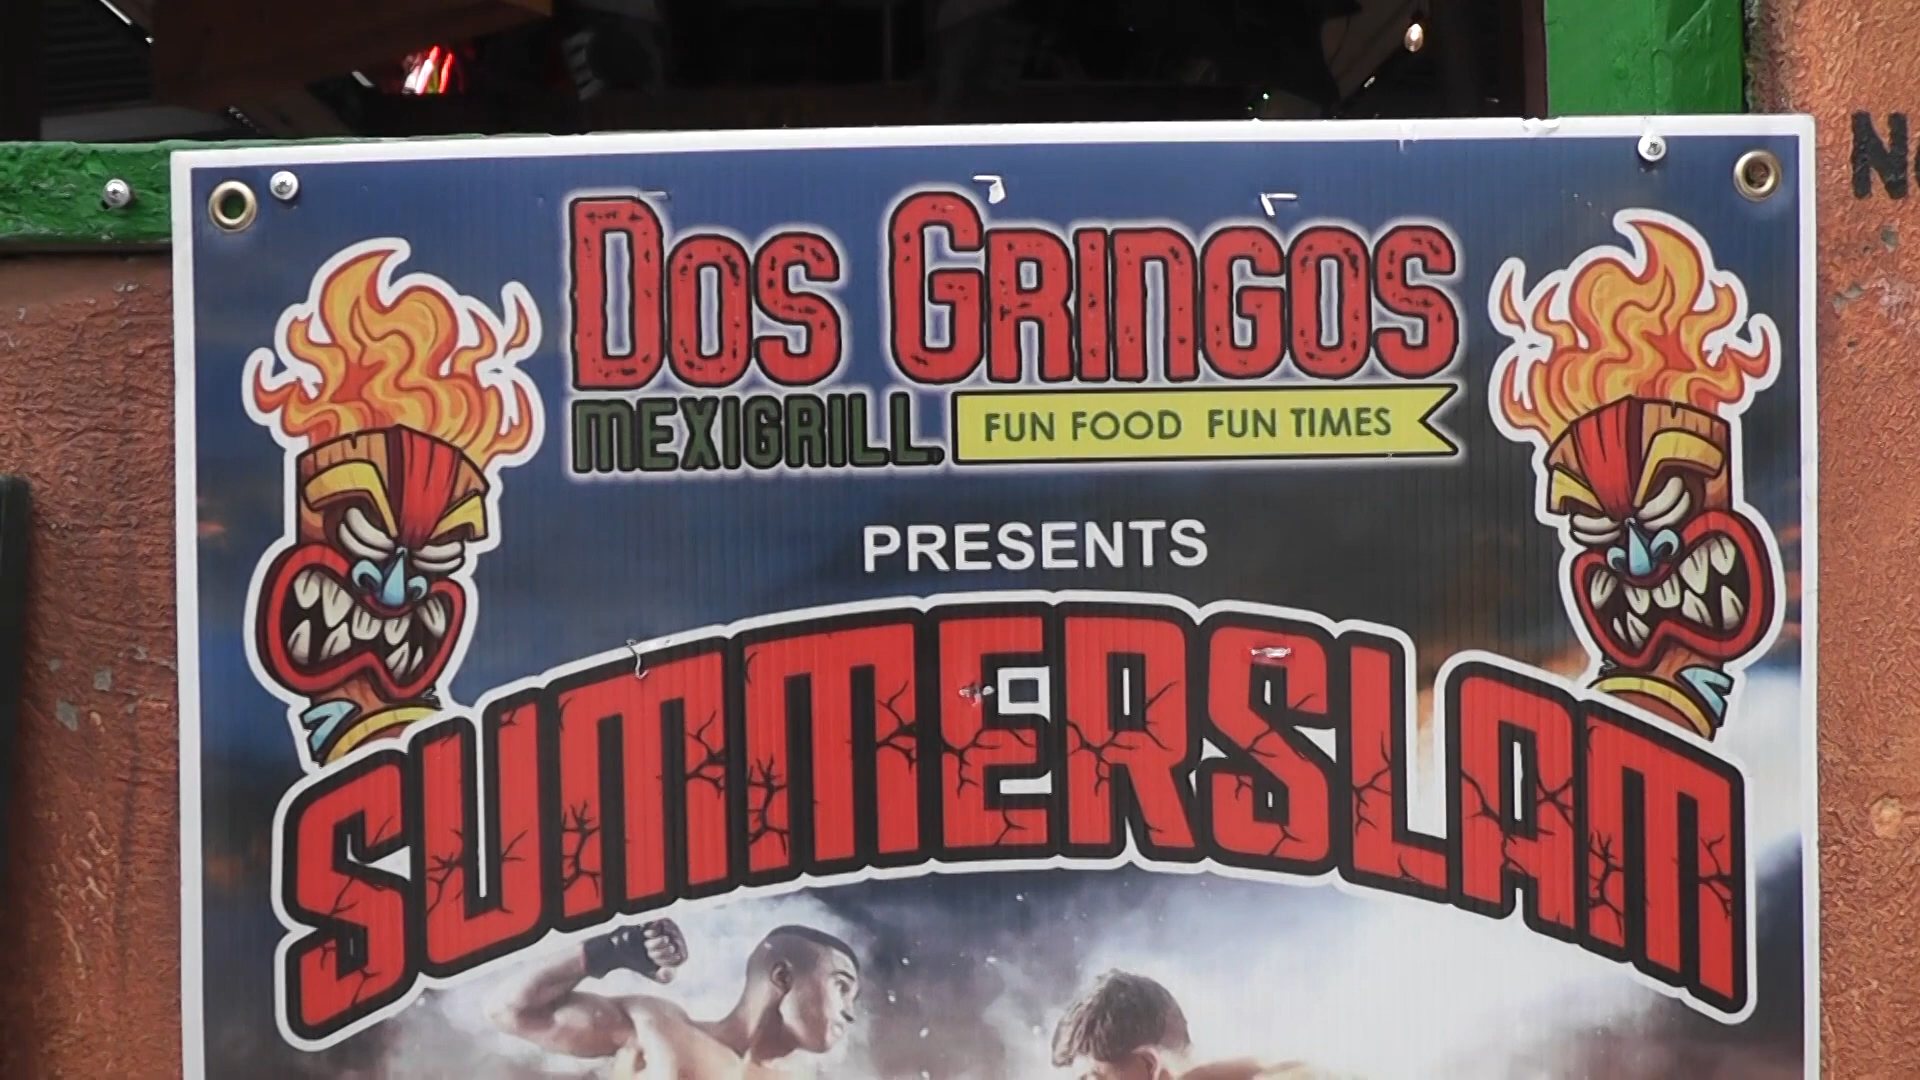 DOS GRINGOS
MEXIGRILL. FUN FOOD FUN TIMES
PRESENTS
SUMMERSLAM